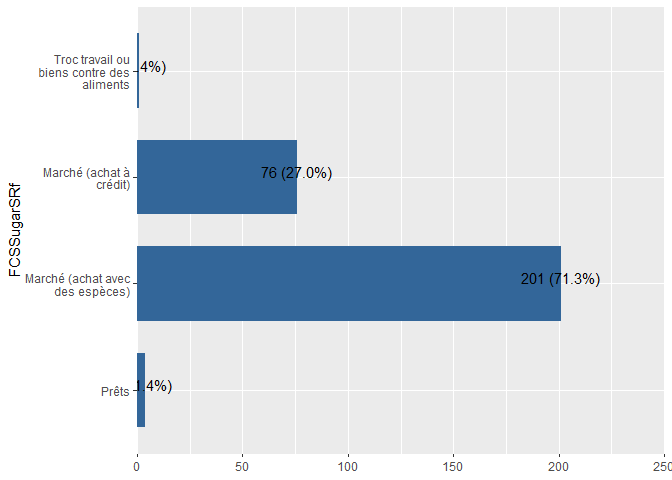 Troc travail ou
biens contre des
aliments
4%)
Marché (achat à
crédit)
76 (27.0%)
FCSSugarSRf
Marché (achat avec
des espèces)
201 (71.3%)
Prêts
.4%)
0
50
100
150
200
250